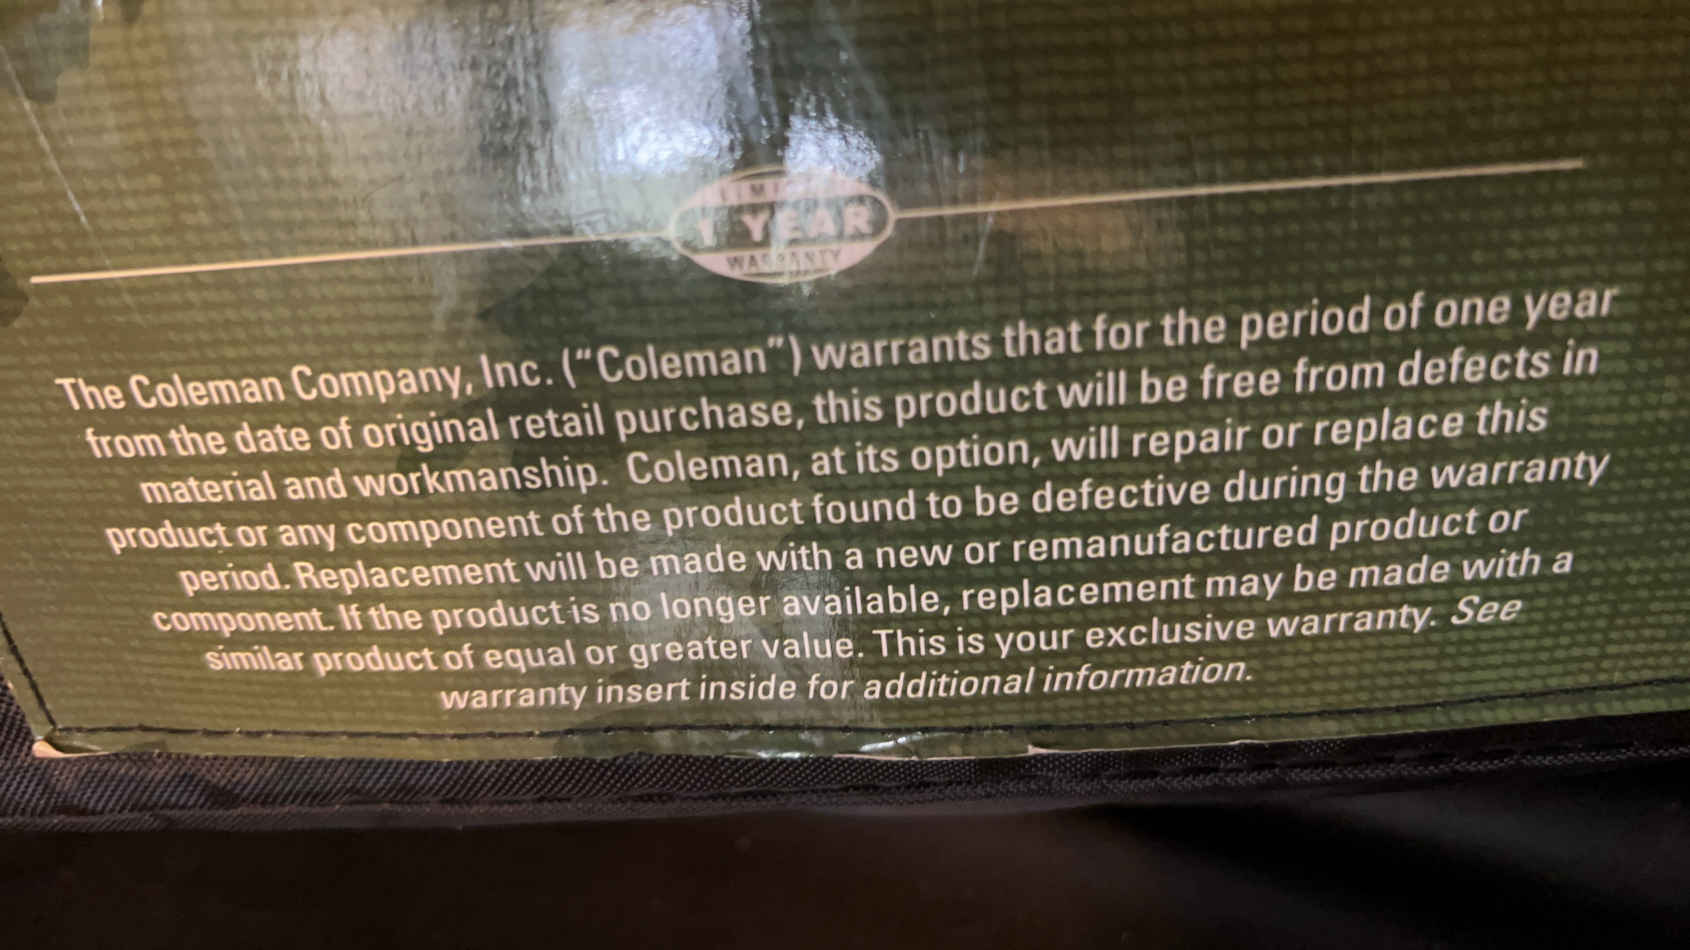 LIMITED
1 YEAR
WARRANTY
The Coleman Company, Inc. (“Coleman”) warrants that for the period of one year
from the date of original retail purchase, this product will be free from defects in
material and workmanship. Coleman, at its option, will repair or replace this
product or any component of the product found to be defective during the warranty
period. Replacement will be made with a new or remanufactured product or
component. If the product is no longer available, replacement may be made with a
similar product of equal or greater value. This is your exclusive warranty. See
warranty insert inside for additional information.